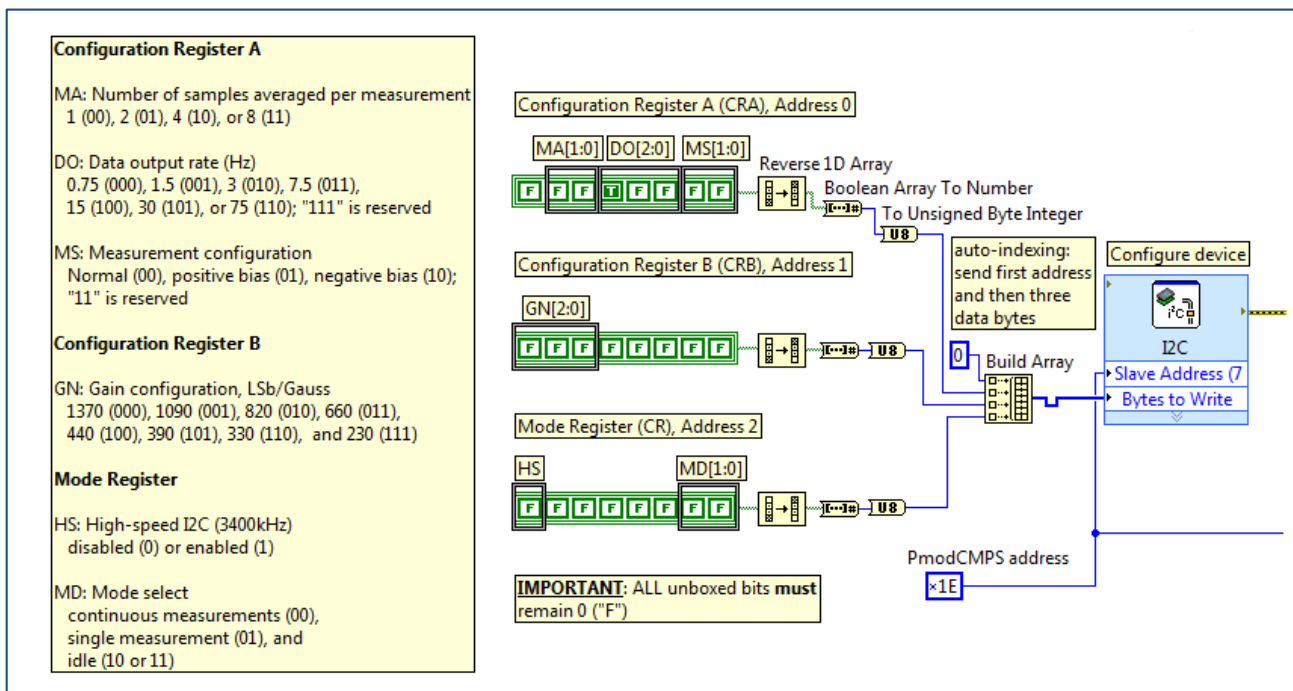 Configuration Register A
MA: Number of samples averaged per measurement
1 (00), 2 (01), 4 (10), or 8 (11)
DO: Data output rate (Hz)
0.75 (000), 1.5 (001), 3 (010), 7.5 (011),
15 (100), 30 (101), or 75 (110); "111" is reserved
MS: Measurement configuration
Normal (00), positive bias (01), negative bias (10);
"11" is reserved
Configuration Register B
GN: Gain configuration, LSb/Gauss
1370 (000), 1090 (001), 820 (010), 660 (011),
440 (100), 390 (101), 330 (110),  and 230 (111)
Mode Register
HS: High-speed I2C (3400kHz)
disabled (0) or enabled (1)
MD: Mode select
continuous measurements (00),
single measurement (01), and
idle (10 or 11)
Configuration Register A (CRA), Address 0
MA[1:0] DO[2:0] MS[1:0]
F F F T F F F F
Reverse 1D Array
Boolean Array To Number
[...]#
To Unsigned Byte Integer
U8
Configuration Register B (CRB), Address 1
GN[2:0]
F F F F F F F F
[...]# U8
auto-indexing:
send first address
and then three
data bytes
0
Build Array
Configure device
I²C
I2C
Slave Address (7
Bytes to Write
Mode Register (CR), Address 2
HS MD[1:0]
F F F F F F F F
[...]# U8
PmodCMPS address
×1E
IMPORTANT: ALL unboxed bits must
remain 0 ("F")